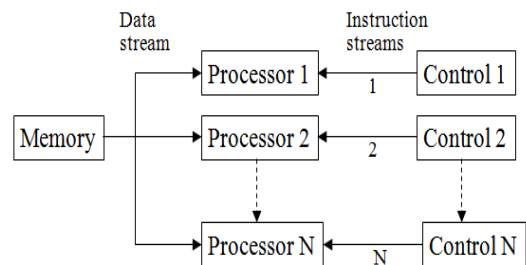 Data stream
Instruction streams
Processor 1
1
Control 1
Memory
Processor 2
2
Control 2
Processor N
N
Control N